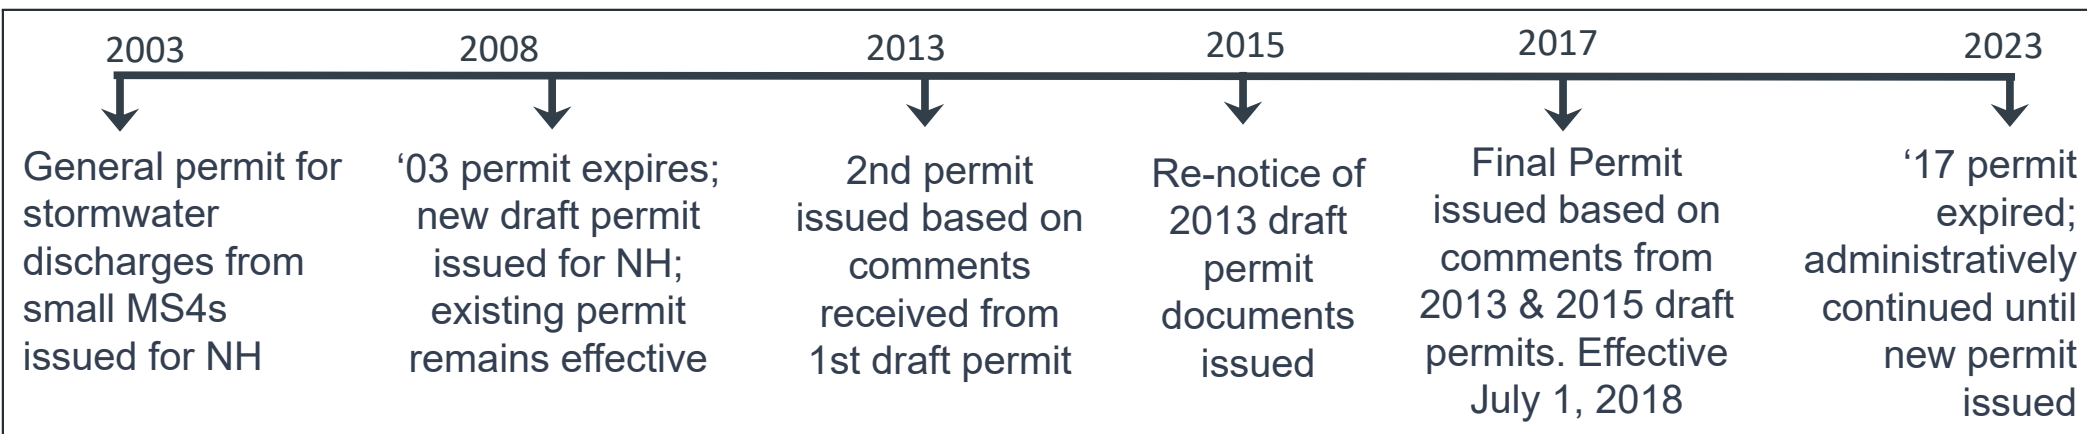 2003
General permit for
stormwater
discharges from
small MS4s
issued for NH
2008
‘03 permit expires;
new draft permit
issued for NH;
existing permit
remains effective
2013
2nd permit
issued based on
comments
received from
1st draft permit
2015
Re-notice of
2013 draft
permit
documents
issued
2017
Final Permit
issued based on
comments from
2013 & 2015 draft
permits. Effective
July 1, 2018
2023
‘17 permit
expired;
administratively
continued until
new permit
issued